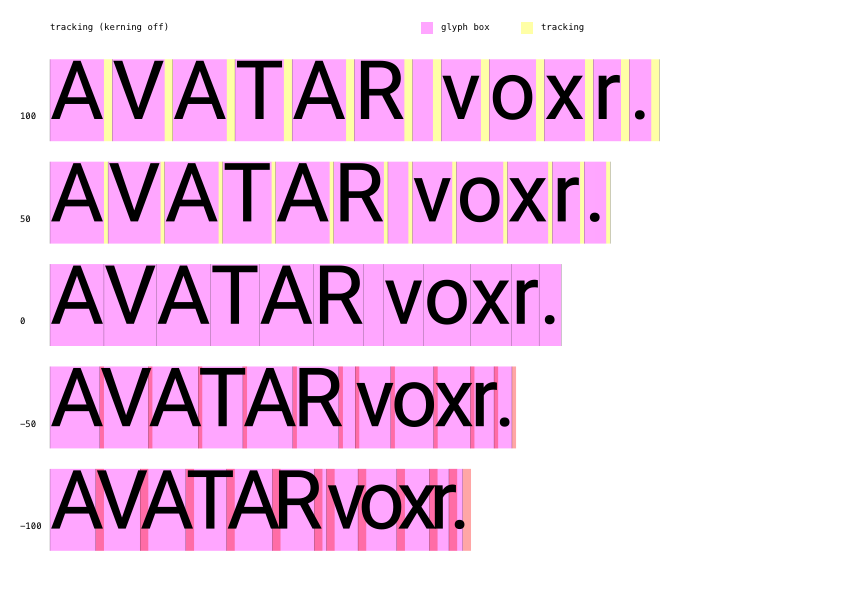 tracking (kerning off) glyph box tracking
100 AVATAR voxr.
50 AVATAR voxr.
0 AVATAR voxr.
−50 AVATAR voxr.
−100 AVATAR voxr.